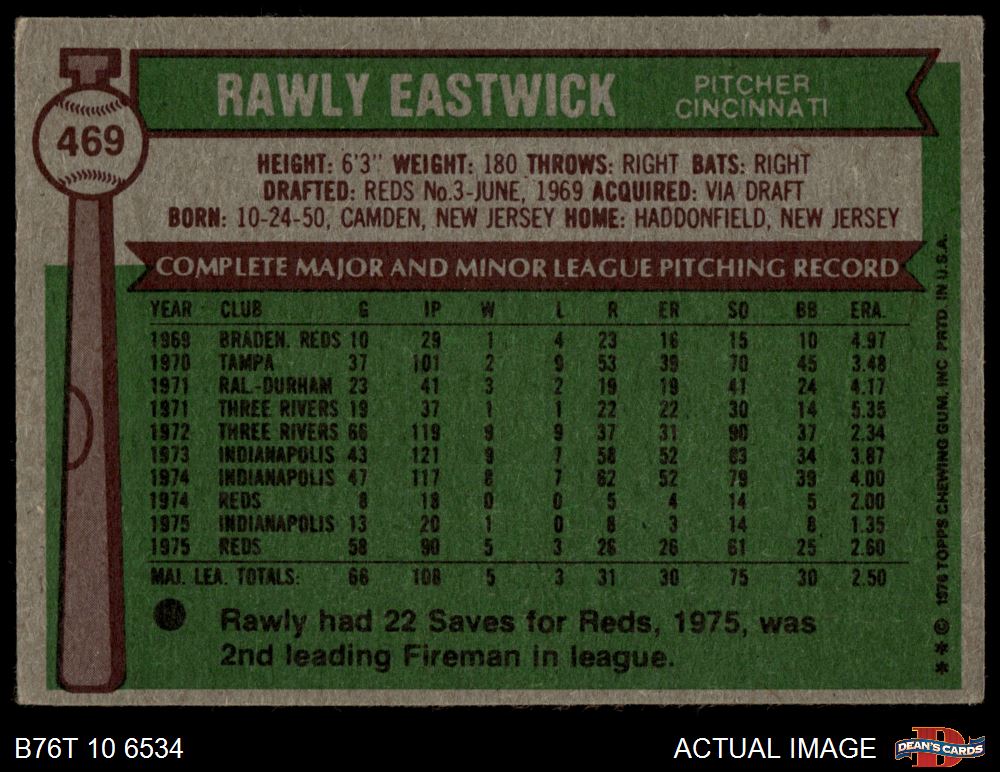 469
RAWLY EASTWICK
PITCHER
CINCINNATI
HEIGHT: 6'3" WEIGHT: 180 THROWS: RIGHT BATS: RIGHT
DRAFTED: REDS No.3-JUNE, 1969 ACQUIRED: VIA DRAFT
BORN: 10-24-50, CAMDEN, NEW JERSEY HOME: HADDONFIELD, NEW JERSEY
COMPLETE MAJOR AND MINOR LEAGUE PITCHING RECORD
YEAR CLUB G IP W L R ER SO BB ERA.
1969 BRADEN. REDS 10 29 1 4 23 16 15 10 4.97
1970 TAMPA 37 101 2 9 53 39 70 45 3.48
1971 RAL.-DURHAM 23 41 3 2 19 19 41 24 4.17
1971 THREE RIVERS 19 37 1 1 22 22 30 14 5.35
1972 THREE RIVERS 66 119 9 9 37 31 90 37 2.34
1973 INDIANAPOLIS 43 121 9 7 58 52 83 34 3.87
1974 INDIANAPOLIS 47 117 8 7 62 52 79 39 4.00
1974 REDS 8 18 0 0 5 4 14 5 2.00
1975 INDIANAPOLIS 13 20 1 0 8 3 14 8 1.35
1975 REDS 58 90 5 3 26 26 61 25 2.60
MAJ. LEA. TOTALS: 66 108 5 3 31 30 75 30 2.50
Rawly had 22 Saves for Reds, 1975, was
2nd leading Fireman in league.
**© 1976 TOPPS CHEWING GUM, INC PRTD. IN U.S.A.
B76T 10 6534
ACTUAL IMAGE
D
DEAN'S CARDS